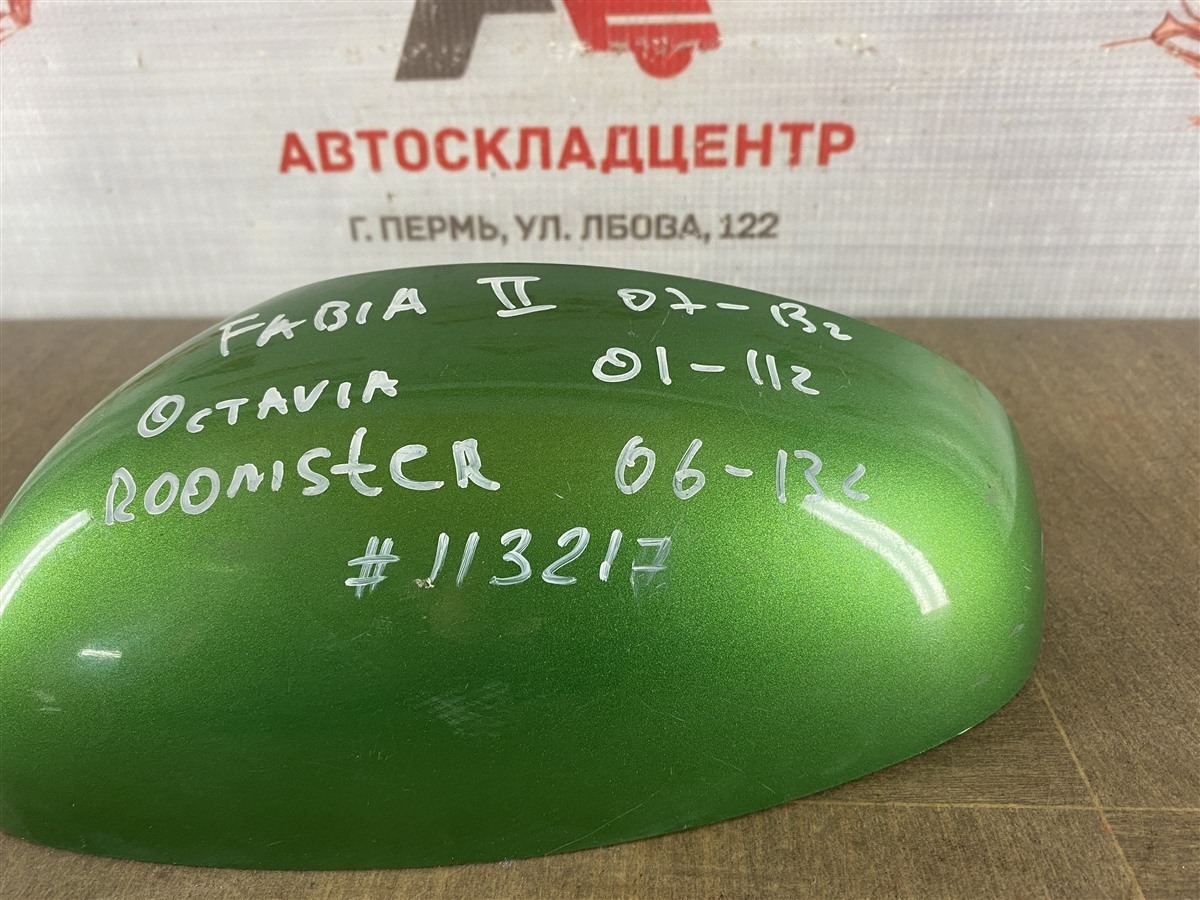 АВТОСКЛАДЦЕНТР
Г. ПЕРМЬ, УЛ. ЛБОВА, 122
FABIA II 07-13г
OCTAVIA 01-11г
ROOMSTER 06-13г
#113217